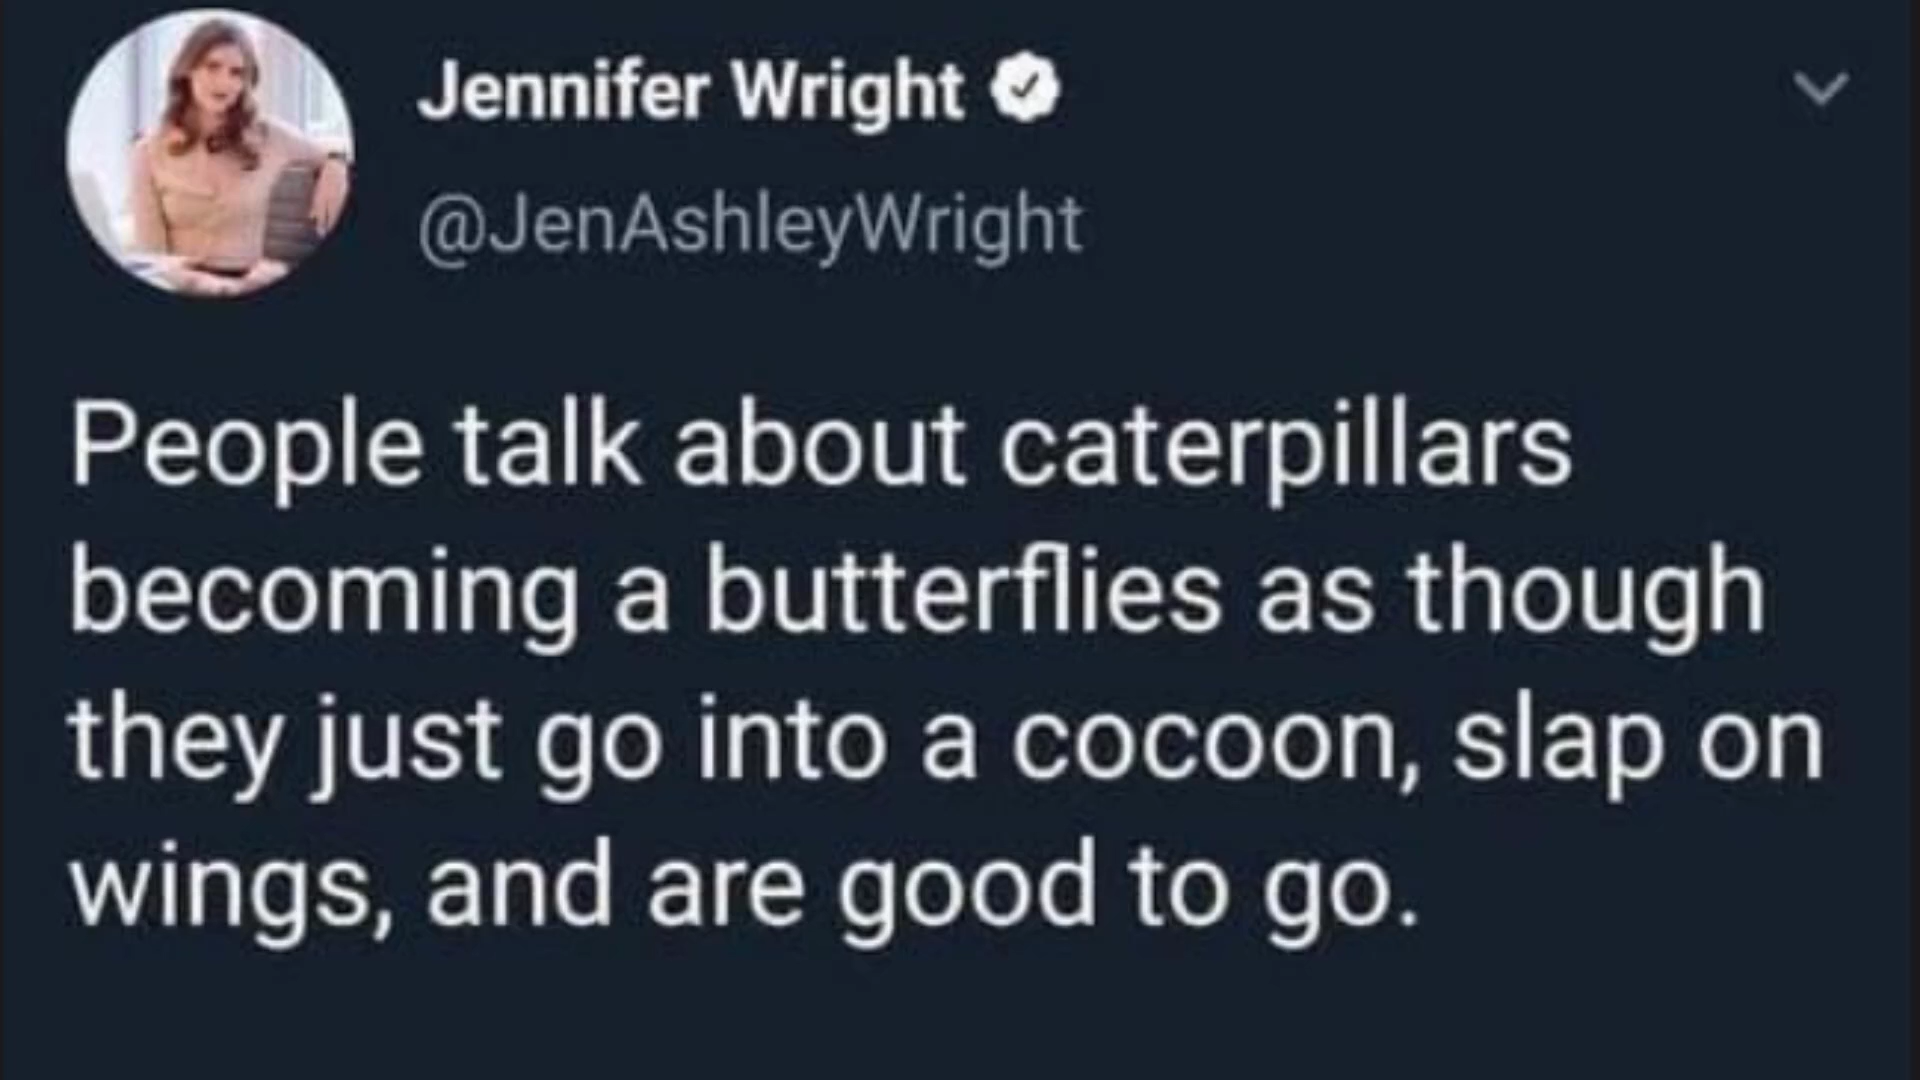 Jennifer Wright
@JenAshleyWright
People talk about caterpillars
becoming a butterflies as though
they just go into a cocoon, slap on
wings, and are good to go.